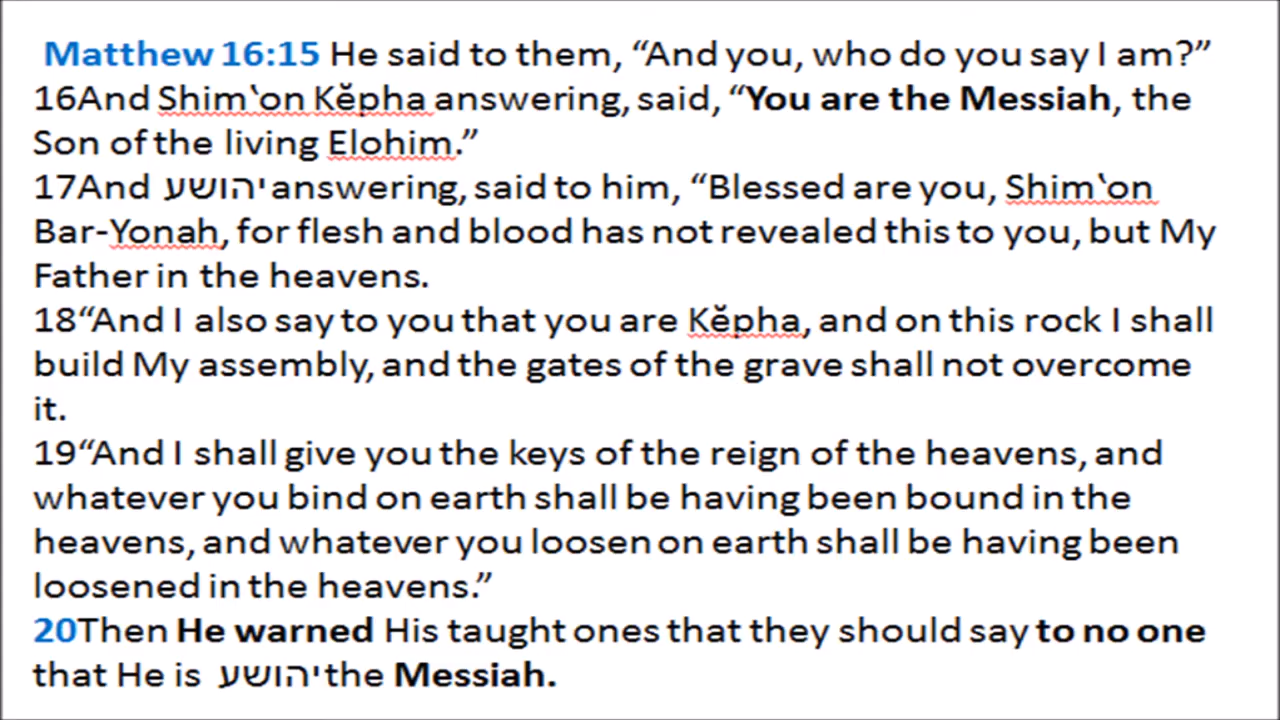 Matthew 16:15 He said to them, “And you, who do you say I am?”
16And Shim‛on Kĕpha answering, said, “You are the Messiah, the
Son of the living Elohim.”
17And יהושע answering, said to him, “Blessed are you, Shim‛on
Bar-Yonah, for flesh and blood has not revealed this to you, but My
Father in the heavens.
18“And I also say to you that you are Kĕpha, and on this rock I shall
build My assembly, and the gates of the grave shall not overcome
it.
19“And I shall give you the keys of the reign of the heavens, and
whatever you bind on earth shall be having been bound in the
heavens, and whatever you loosen on earth shall be having been
loosened in the heavens.”
20Then He warned His taught ones that they should say to no one
that He is יהושע the Messiah.